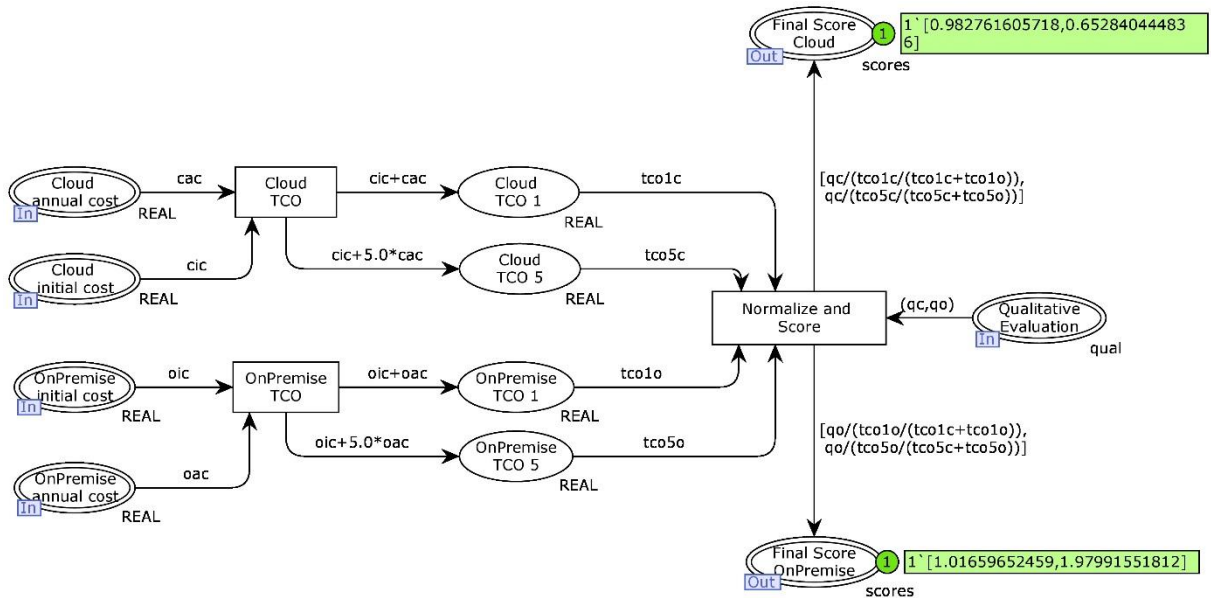 Final Score
Cloud
Out
1
1`[0.982761605718,0.65284044483
6]
scores
Cloud
annual cost
In
REAL
cac
Cloud
TCO
cic+cac
Cloud
TCO 1
REAL
tco1c
[qc/(tco1c/(tco1c+tco1o)),
qc/(tco5c/(tco5c+tco5o))]
Cloud
initial cost
In
REAL
cic
cic+5.0*cac
Cloud
TCO 5
REAL
tco5c
Normalize and
Score
(qc,qo)
Qualitative
Evaluation
In
qual
OnPremise
initial cost
In
REAL
oic
OnPremise
TCO
oic+oac
OnPremise
TCO 1
REAL
tco1o
OnPremise
annual cost
In
REAL
oac
oic+5.0*oac
OnPremise
TCO 5
REAL
tco5o
[qo/(tco1o/(tco1c+tco1o)),
qo/(tco5o/(tco5c+tco5o))]
Final Score
OnPremise
Out
1
1`[1.01659652459,1.97991551812]
scores